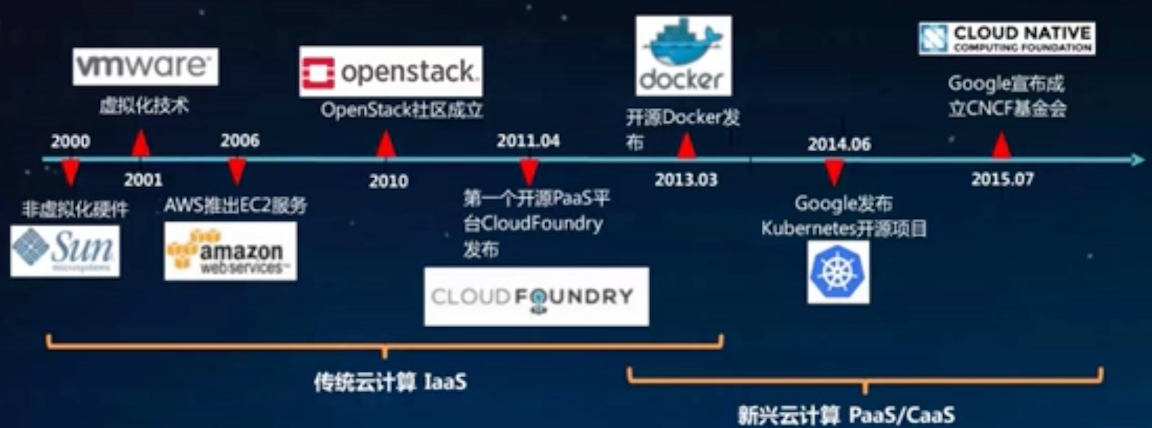 vmware
虚拟化技术
openstack.
OpenStack社区成立
docker
开源Docker发
布
CLOUD NATIVE
COMPUTING FOUNDATION
Google宣布成
立CNCF基金会
2000
2006
2011.04
2014.06
2001
2010
2013.03
2015.07
非虚拟化硬件
Sun
microsystems
AWS推出EC2服务
amazon
webservices™
第一个开源PaaS平
台CloudFoundry
发布
CLOUD FOUNDRY
Google发布
Kubernetes开源项目
传统云计算 IaaS
新兴云计算 PaaS/CaaS